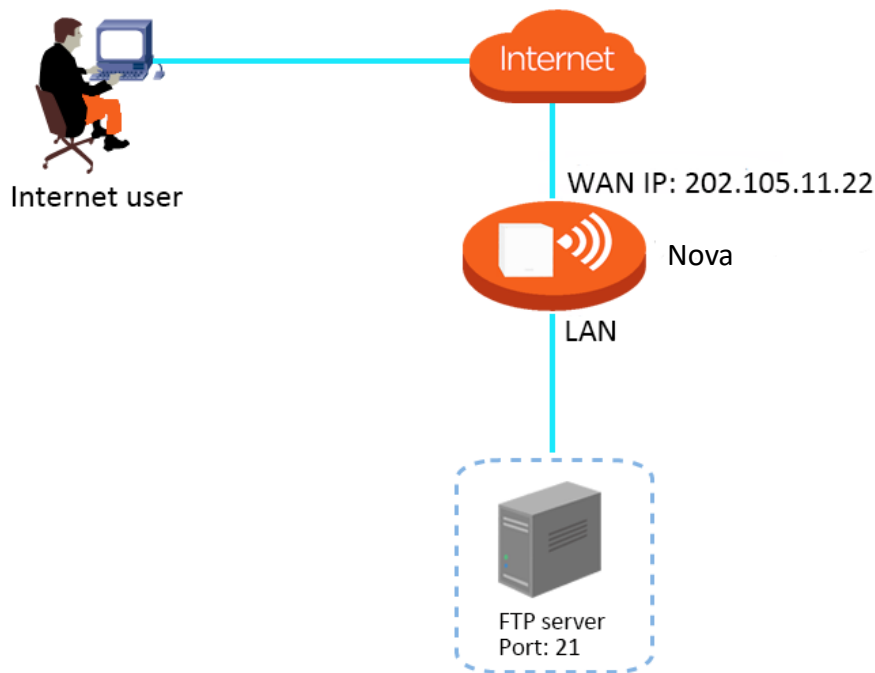 Internet
Internet user
WAN IP: 202.105.11.22
Nova
LAN
FTP server
Port: 21